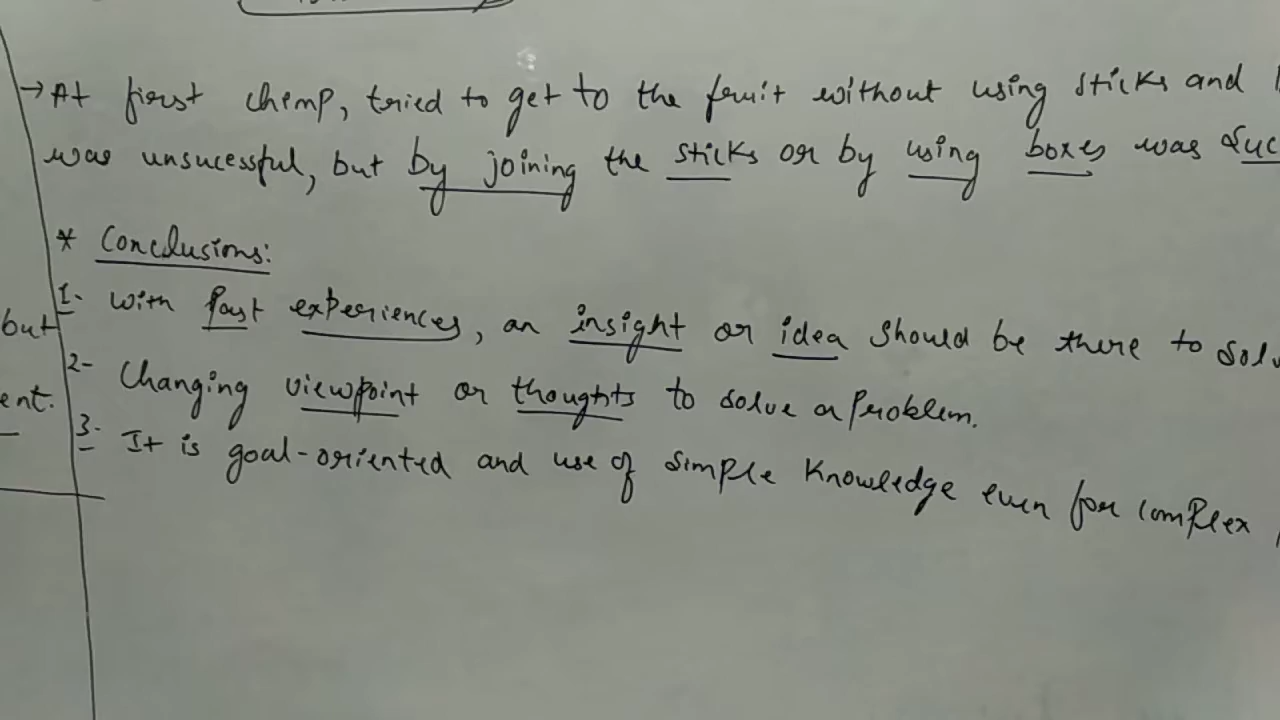 → At first chimp, tried to get to the fruit without using sticks and
was unsucessful, but by joining the sticks or by using boxes was Suc
* Conclusions:
1- with Past experiences, an insight or idea should be there to solv
but
2- Changing viewpoint or thoughts to solve a Problem.
ent.
3- It is goal-oriented and use of simple knowledge even for complex